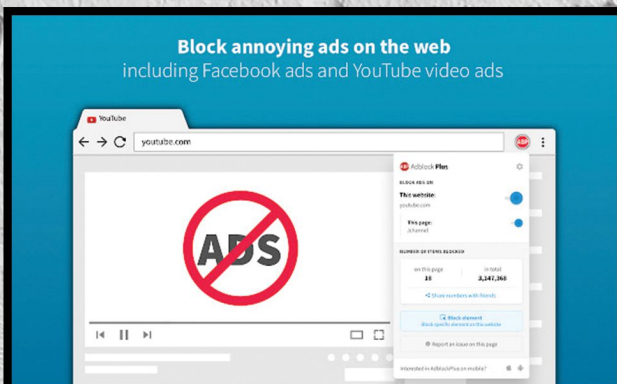 Block annoying ads on the web
including Facebook ads and YouTube video ads
YouTube
youtube.com
ABP
ADS
ABP Adblock Plus
BLOCK ADS ON
This website:
youtube.com
This page:
/channel
NUMBER OF ITEMS BLOCKED
on this page
18
in total
3,147,368
Share numbers with friends
Block element
Block specific element on this website
Report an issue on this page
Interested in Adblock Plus on mobile?